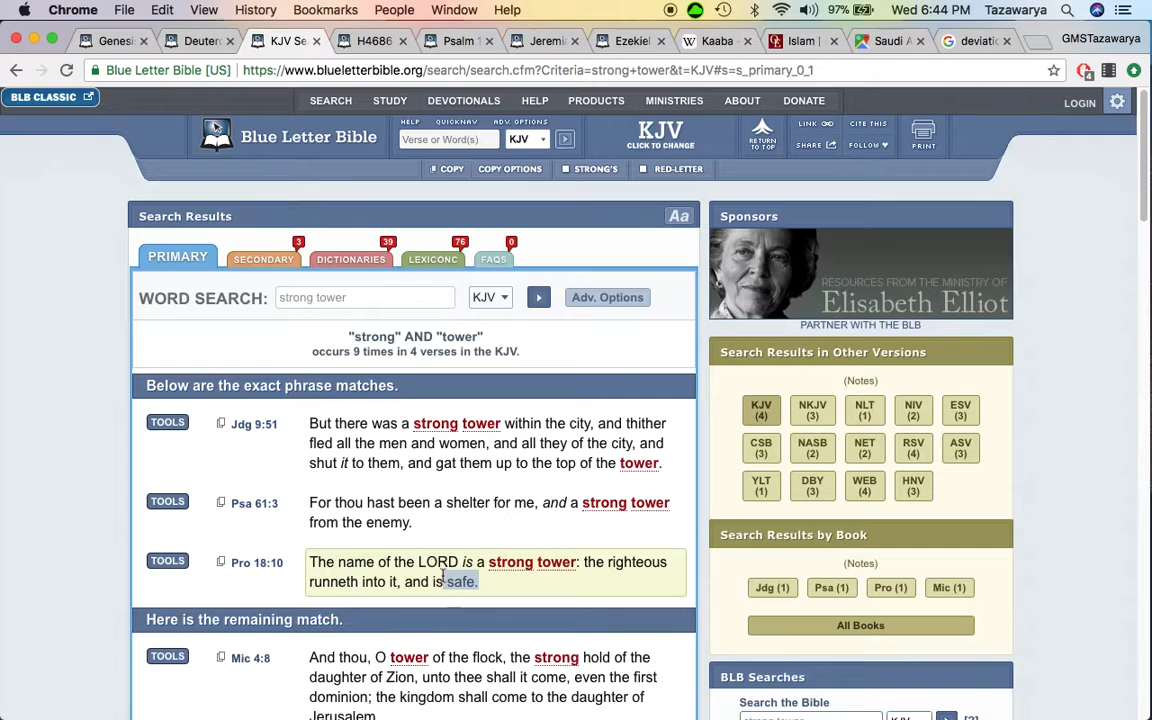 Chrome File Edit View History Bookmarks People Window Help 97% Wed 6:44 PM Tazawarya
Genesi Deutero KJV Se H4686 Psalm 1 Jeremi Ezekiel Kaaba - Islam | Saudi A deviatio GMSTazawarya
Blue Letter Bible [US] https://www.blueletterbible.org/search/search.cfm?Criteria=strong+tower&t=KJV#s=s_primary_0_1 4
BLB CLASSIC
SEARCH STUDY DEVOTIONALS HELP PRODUCTS MINISTRIES ABOUT DONATE LOGIN
HELP QUICKNAV ADV. OPTIONS
Blue Letter Bible Verse or Word(s) KJV
KJV
CLICK TO CHANGE
RETURN
TO TOP
LINK CITE THIS
SHARE FOLLOW
PRINT
COPY COPY OPTIONS STRONG'S RED-LETTER
Search Results Aa
3 39 76 0
PRIMARY SECONDARY DICTIONARIES LEXICONC FAQS
WORD SEARCH: strong tower KJV Adv. Options
"strong" AND "tower"
occurs 9 times in 4 verses in the KJV.
Below are the exact phrase matches.
TOOLS Jdg 9:51 But there was a strong tower within the city, and thither
fled all the men and women, and all they of the city, and
shut it to them, and gat them up to the top of the tower.
TOOLS Psa 61:3 For thou hast been a shelter for me, and a strong tower
from the enemy.
TOOLS Pro 18:10 The name of the LORD is a strong tower: the righteous
runneth into it, and is safe.
Here is the remaining match.
TOOLS Mic 4:8 And thou, O tower of the flock, the strong hold of the
daughter of Zion, unto thee shall it come, even the first
dominion; the kingdom shall come to the daughter of
Jerusalem
Sponsors
RESOURCES FROM THE MINISTRY OF
Elisabeth Elliot
PARTNER WITH THE BLB
Search Results in Other Versions
(Notes)
KJV (4) NKJV (3) NLT (1) NIV (2) ESV (3)
CSB (3) NASB (2) NET (2) RSV (4) ASV (3)
YLT (1) DBY (3) WEB (4) HNV (3)
Search Results by Book
(Notes)
Jdg (1) Psa (1) Pro (1) Mic (1)
All Books
BLB Searches
Search the Bible
strong tower KJV [?]